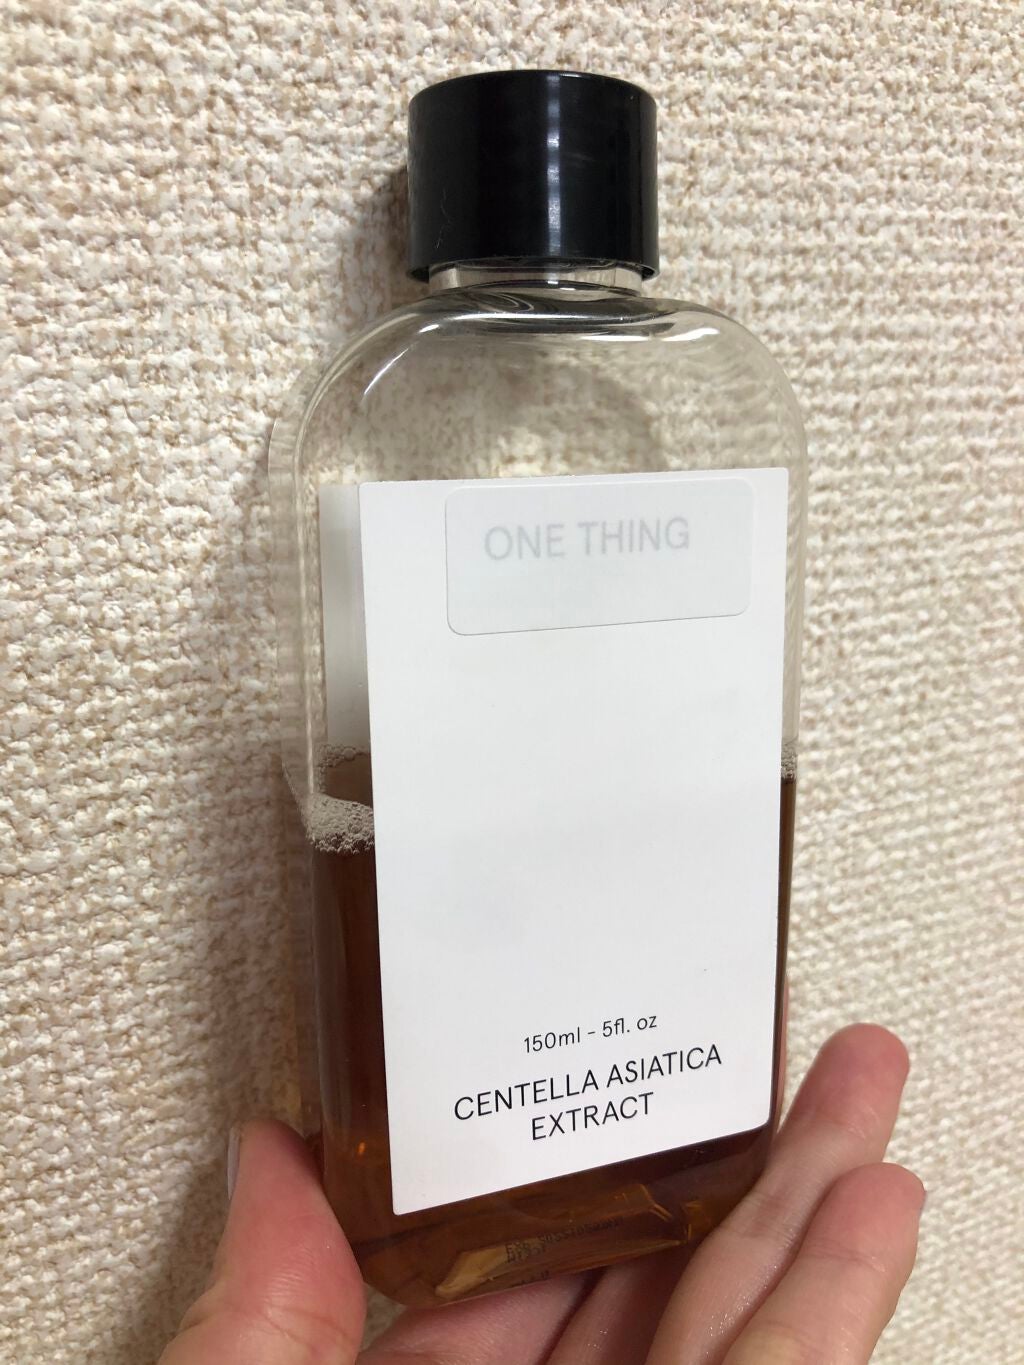 ONE THING
150ml - 5fl. oz
CENTELLA ASIATICA
EXTRACT